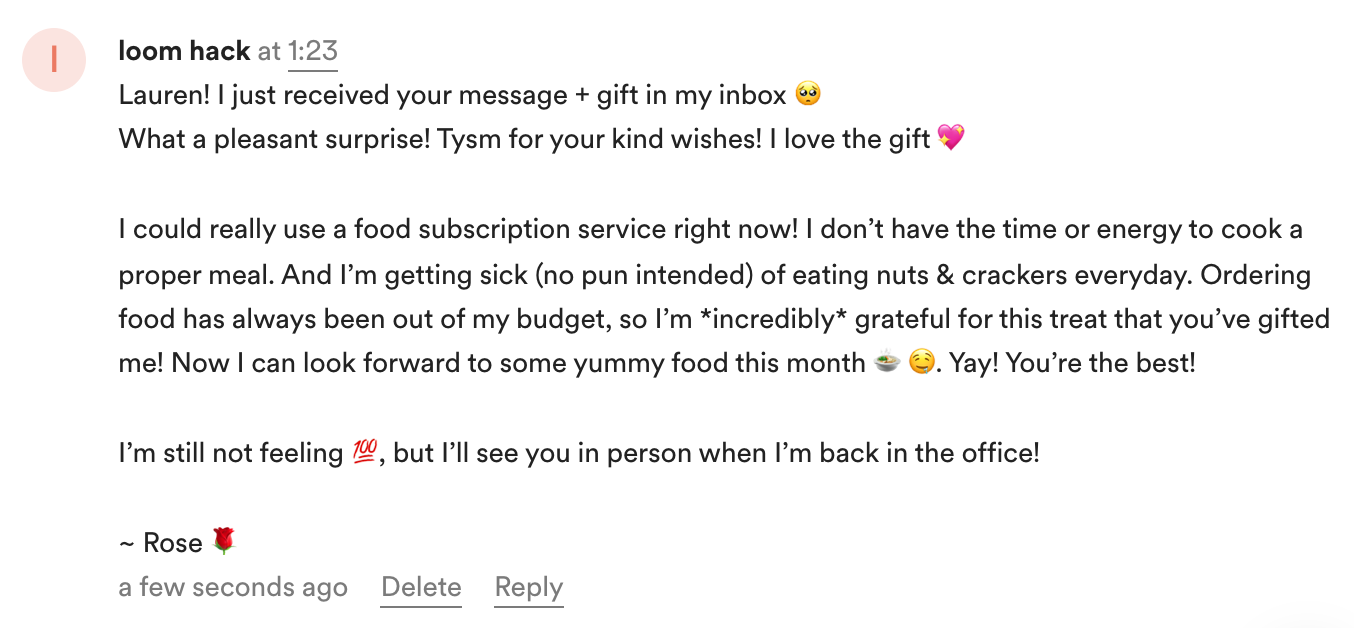 I
loom hack at 1:23
Lauren! I just received your message + gift in my inbox 🥺
What a pleasant surprise! Tysm for your kind wishes! I love the gift 💖
I could really use a food subscription service right now! I don’t have the time or energy to cook a
proper meal. And I’m getting sick (no pun intended) of eating nuts & crackers everyday. Ordering
food has always been out of my budget, so I’m *incredibly* grateful for this treat that you’ve gifted
me! Now I can look forward to some yummy food this month 🍲 🤤. Yay! You’re the best!
I’m still not feeling 💯, but I’ll see you in person when I’m back in the office!
~ Rose 🌹
a few seconds ago Delete Reply